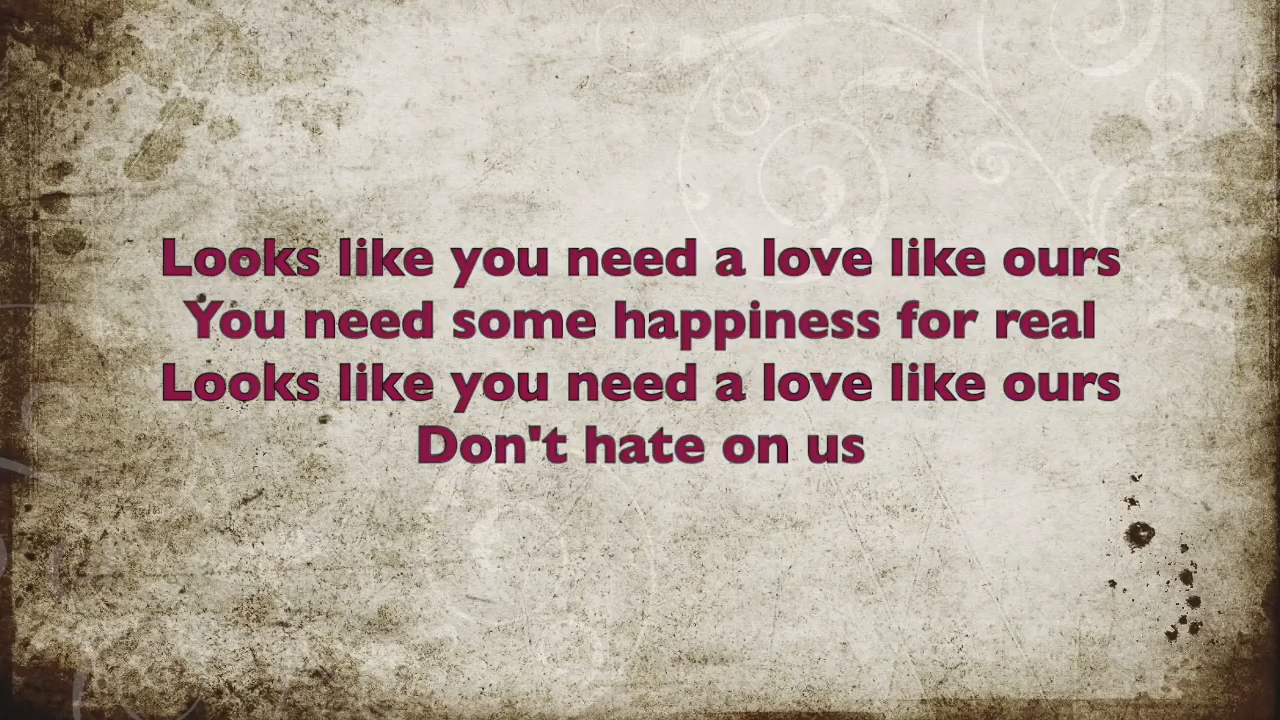 Looks like you need a love like ours
You need some happiness for real
Looks like you need a love like ours
Don't hate on us